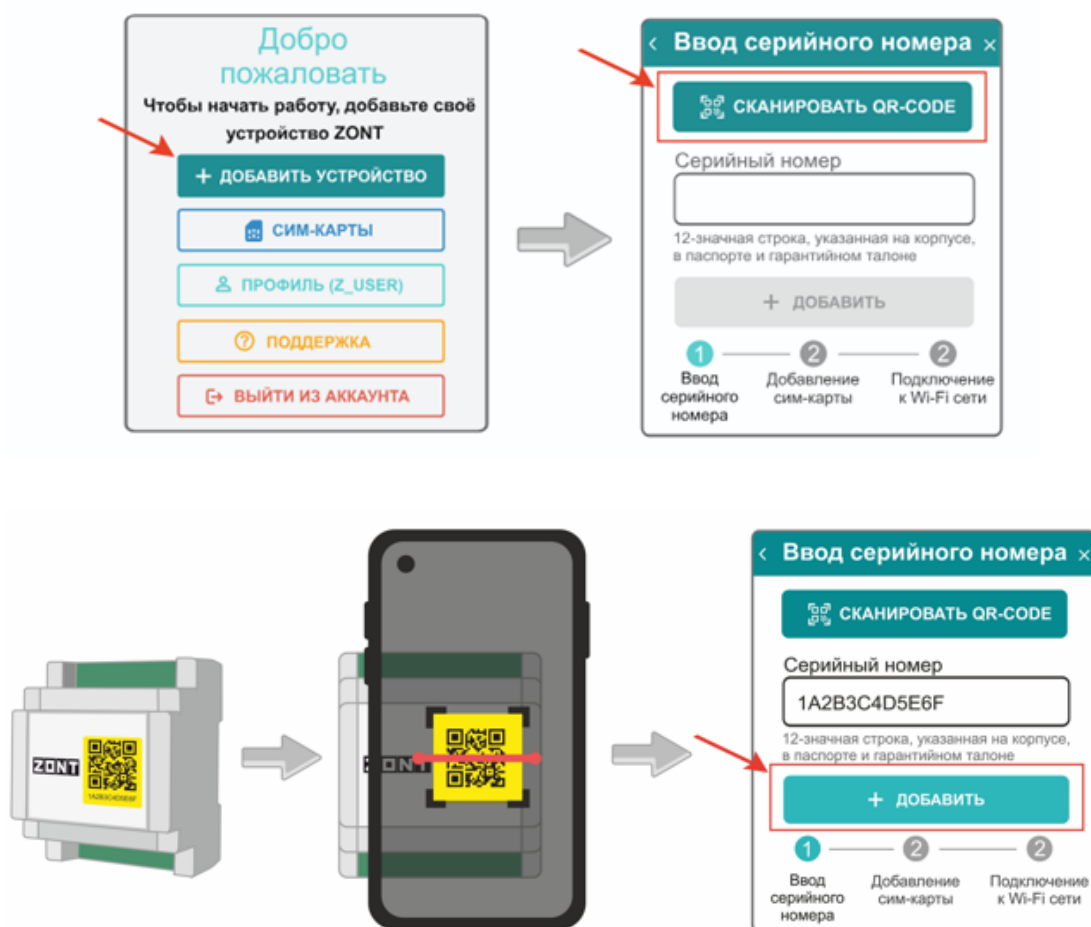 Добро
пожаловать
Чтобы начать работу, добавьте своё
устройство ZONT
+ ДОБАВИТЬ УСТРОЙСТВО
СИМ-КАРТЫ
ПРОФИЛЬ (Z_USER)
ПОДДЕРЖКА
ВЫЙТИ ИЗ АККАУНТА
< Ввод серийного номера ×
СКАНИРОВАТЬ QR-CODE
Серийный номер
12-значная строка, указанная на корпусе,
в паспорте и гарантийном талоне
+ ДОБАВИТЬ
1 2 2
Ввод серийного номера
Добавление сим-карты
Подключение к Wi-Fi сети
ZONT
1A2B3C4D5E6F
ZONT
< Ввод серийного номера ×
СКАНИРОВАТЬ QR-CODE
Серийный номер
1A2B3C4D5E6F
12-значная строка, указанная на корпусе,
в паспорте и гарантийном талоне
+ ДОБАВИТЬ
1 2 2
Ввод серийного номера
Добавление сим-карты
Подключение к Wi-Fi сети